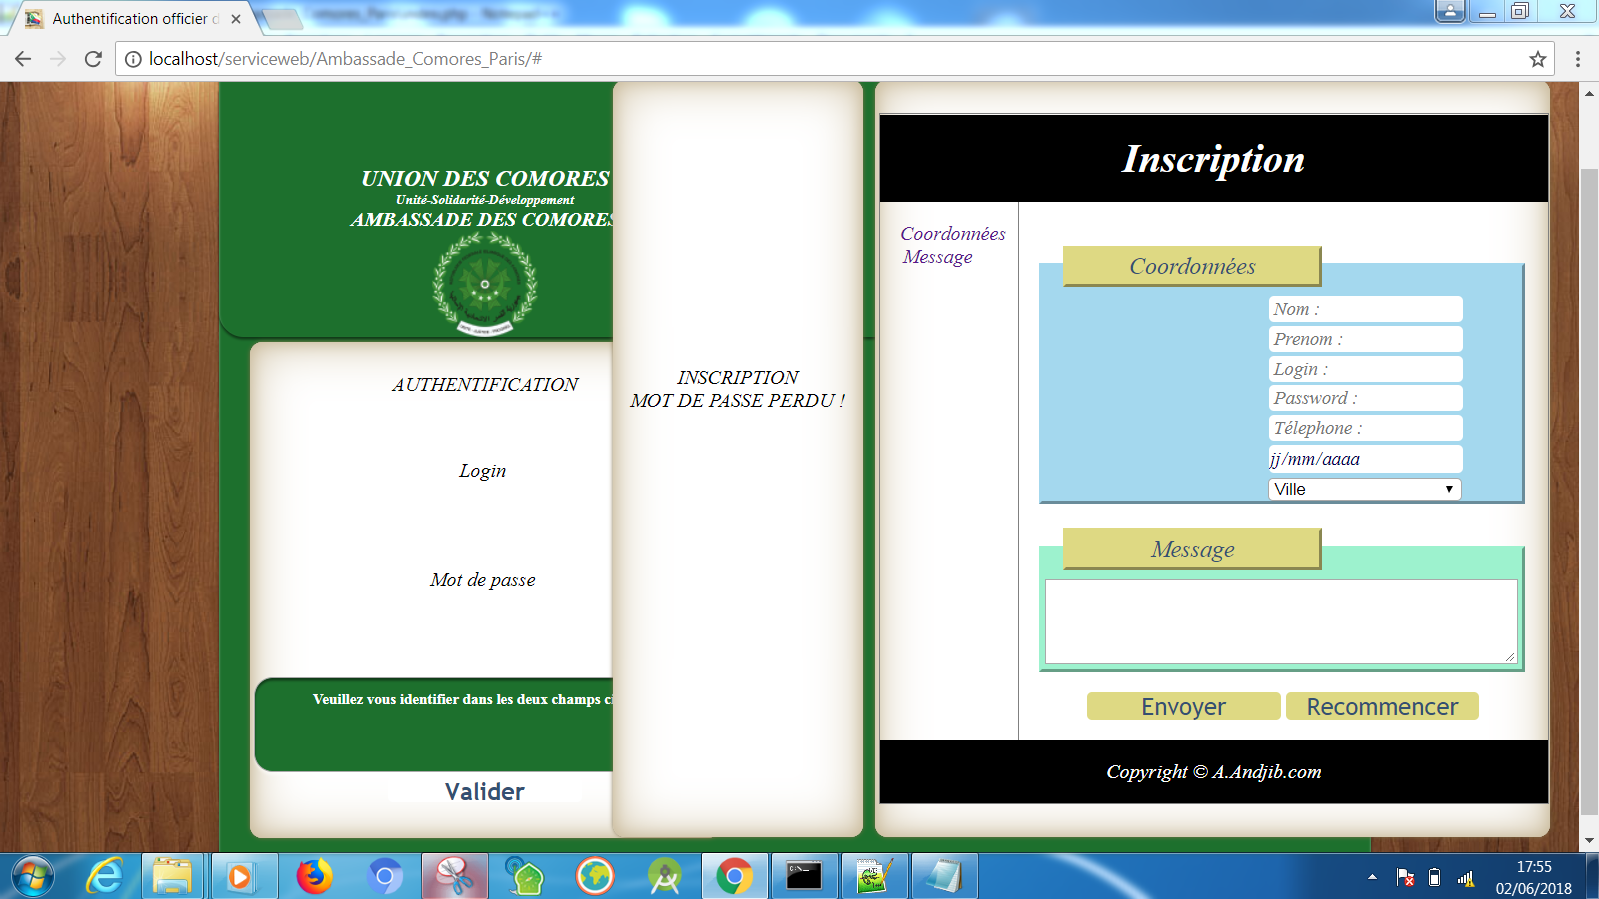 Authentification officier d
localhost/serviceweb/Ambassade_Comores_Paris/#
UNION DES COMORES
Unité-Solidarité-Développement
AMBASSADE DES COMORES
AUTHENTIFICATION
Login
Mot de passe
Veuillez vous identifier dans les deux champs ci
Valider
INSCRIPTION
MOT DE PASSE PERDU !
Inscription
Coordonnées
Message
Coordonnées
Nom :
Prenom :
Login :
Password :
Télephone :
jj/mm/aaaa
Ville
Message
Envoyer
Recommencer
Copyright © A.Andjib.com
17:55
02/06/2018